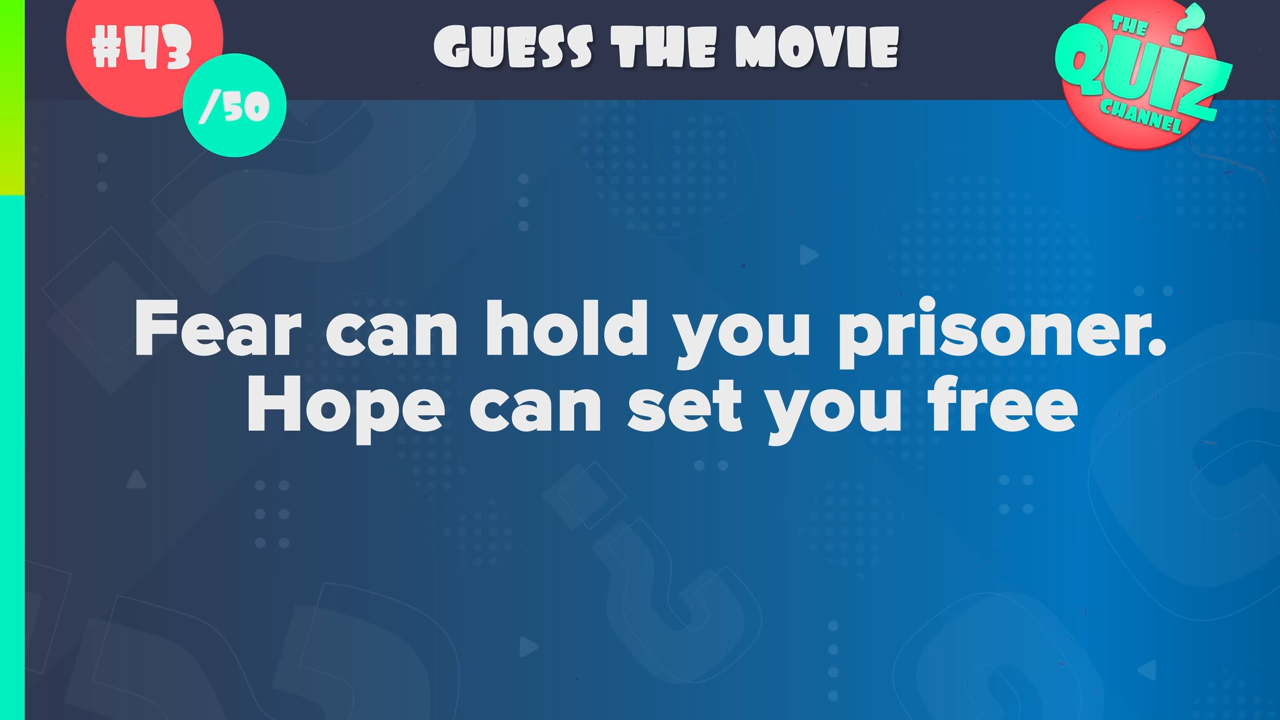 #43
/50
GUESS THE MOVIE
THE
QUIZ
CHANNEL
Fear can hold you prisoner.
Hope can set you free